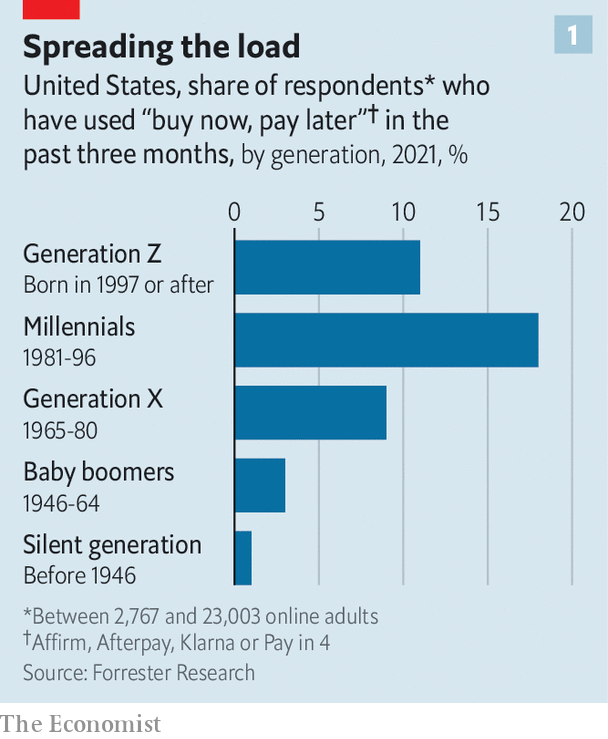 1
Spreading the load
United States, share of respondents* who
have used “buy now, pay later”† in the
past three months, by generation, 2021, %
0 5 10 15 20
Generation Z
Born in 1997 or after
Millennials
1981-96
Generation X
1965-80
Baby boomers
1946-64
Silent generation
Before 1946
*Between 2,767 and 23,003 online adults
†Affirm, Afterpay, Klarna or Pay in 4
Source: Forrester Research
The Economist